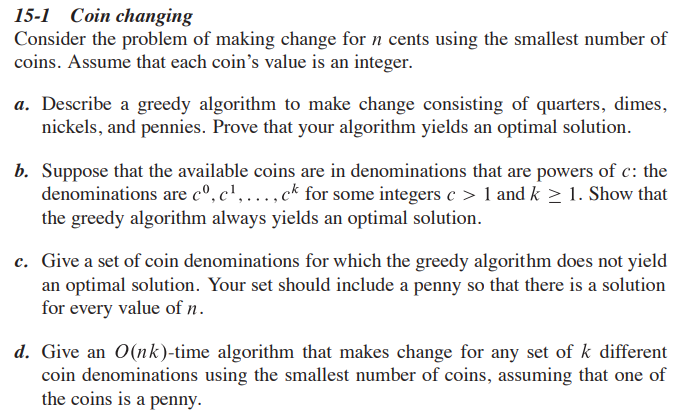 15-1 Coin changing
Consider the problem of making change for n cents using the smallest number of
coins. Assume that each coin’s value is an integer.
a. Describe a greedy algorithm to make change consisting of quarters, dimes,
nickels, and pennies. Prove that your algorithm yields an optimal solution.
b. Suppose that the available coins are in denominations that are powers of c: the
denominations are c⁰, c¹, . . . , cᵏ for some integers c > 1 and k ≥ 1. Show that
the greedy algorithm always yields an optimal solution.
c. Give a set of coin denominations for which the greedy algorithm does not yield
an optimal solution. Your set should include a penny so that there is a solution
for every value of n.
d. Give an O(nk)-time algorithm that makes change for any set of k different
coin denominations using the smallest number of coins, assuming that one of
the coins is a penny.